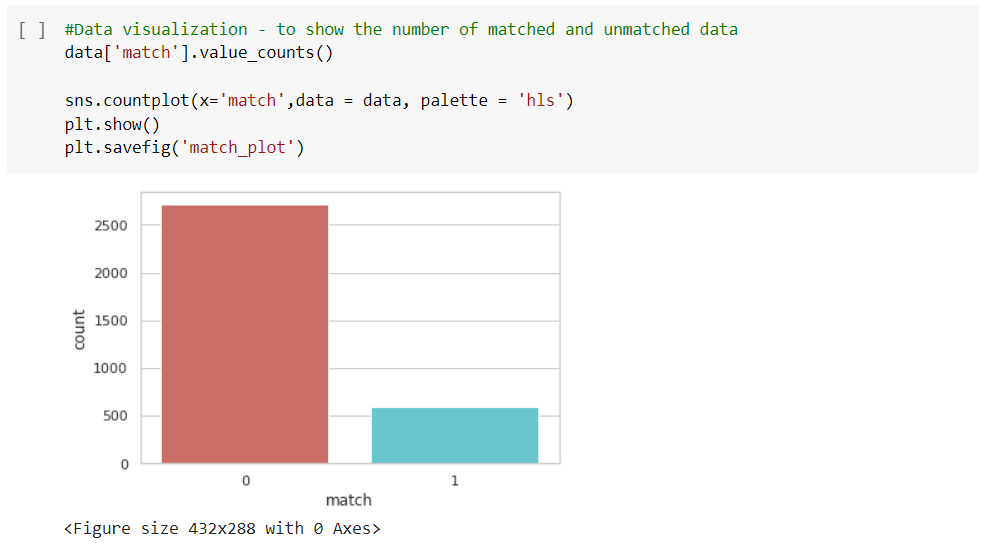 [ ] #Data visualization - to show the number of matched and unmatched data
data['match'].value_counts()
sns.countplot(x='match',data = data, palette = 'hls')
plt.show()
plt.savefig('match_plot')
2500
2000
1500
1000
500
0
count
0 1
match
<Figure size 432x288 with 0 Axes>